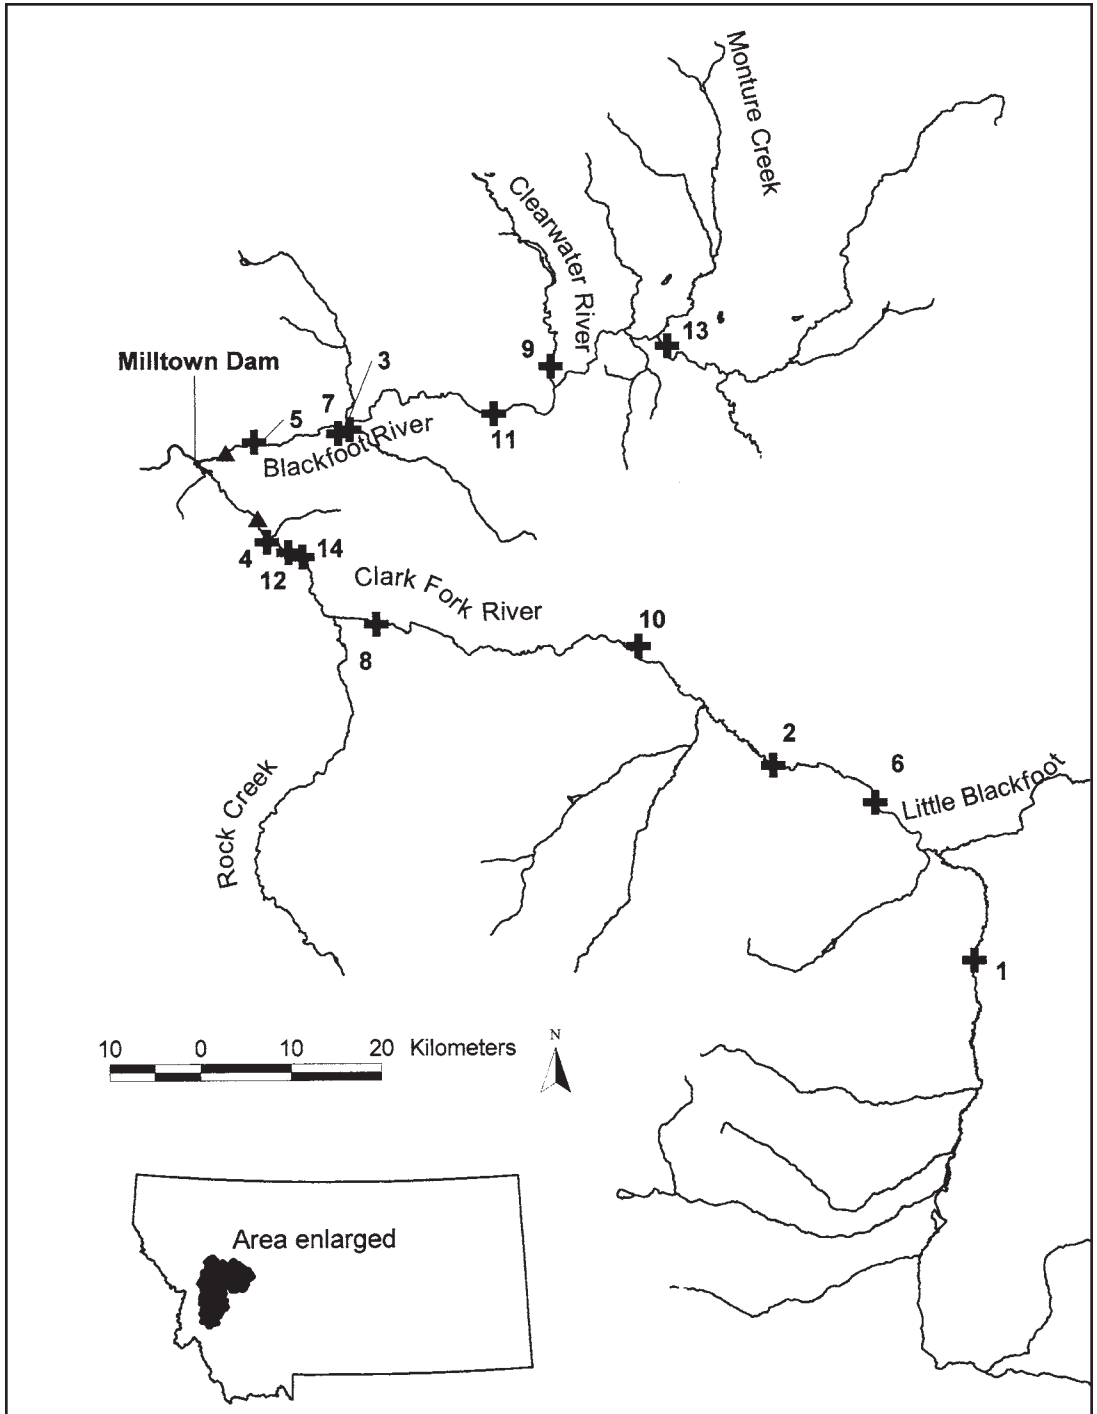 Monture Creek
Clearwater River
13
9
Milltown Dam
3
7
5
11
Blackfoot River
4
12
14
Clark Fork River
8
10
2
6
Little Blackfoot
Rock Creek
1
10 0 10 20 Kilometers
N
Area enlarged